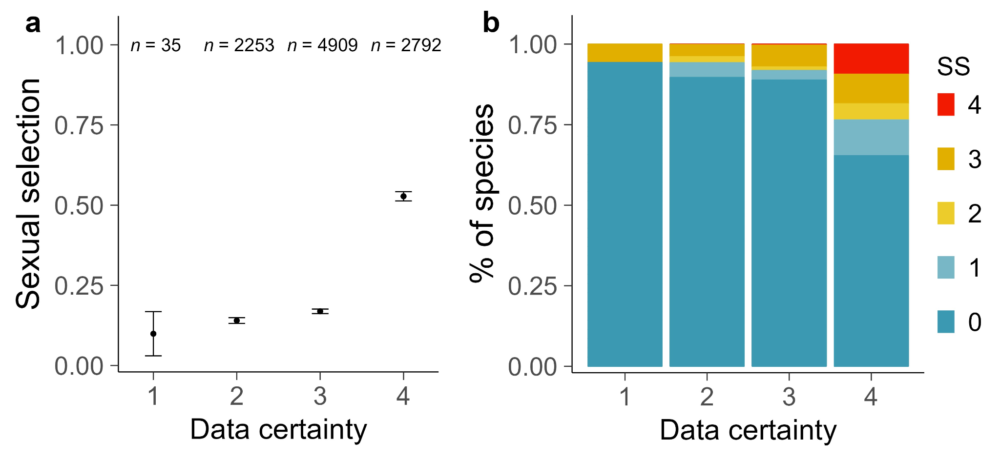 a
Sexual selection
1.00
0.75
0.50
0.25
0.00
n = 35 n = 2253 n = 4909 n = 2792
1 2 3 4
Data certainty
b
% of species
1.00
0.75
0.50
0.25
0.00
1 2 3 4
Data certainty
SS
4
3
2
1
0